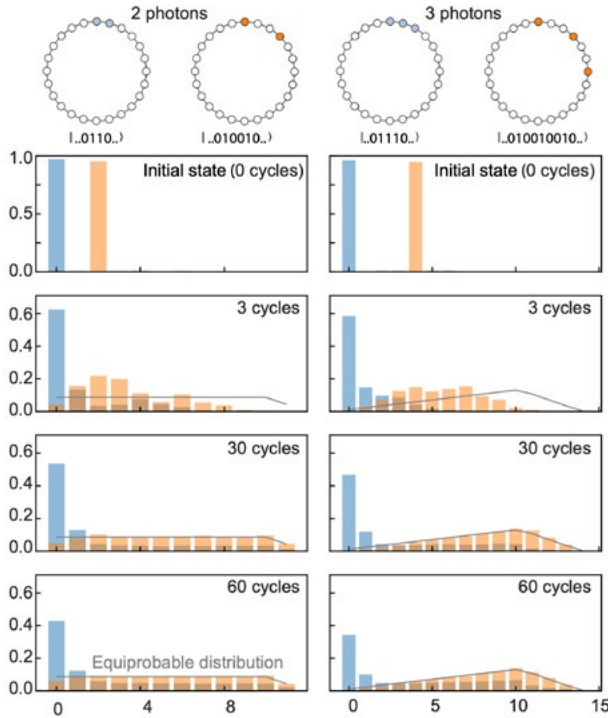 2 photons
3 photons
|..0110..⟩
|..010010..⟩
|..01110..⟩
|..010010010..⟩
1.0
0.5
0.0
Initial state (0 cycles)
Initial state (0 cycles)
0.6
0.4
0.2
0.0
3 cycles
3 cycles
0.6
0.4
0.2
0.0
30 cycles
30 cycles
0.6
0.4
0.2
0.0
60 cycles
Equiprobable distribution
60 cycles
0 4 8
0 5 10 15